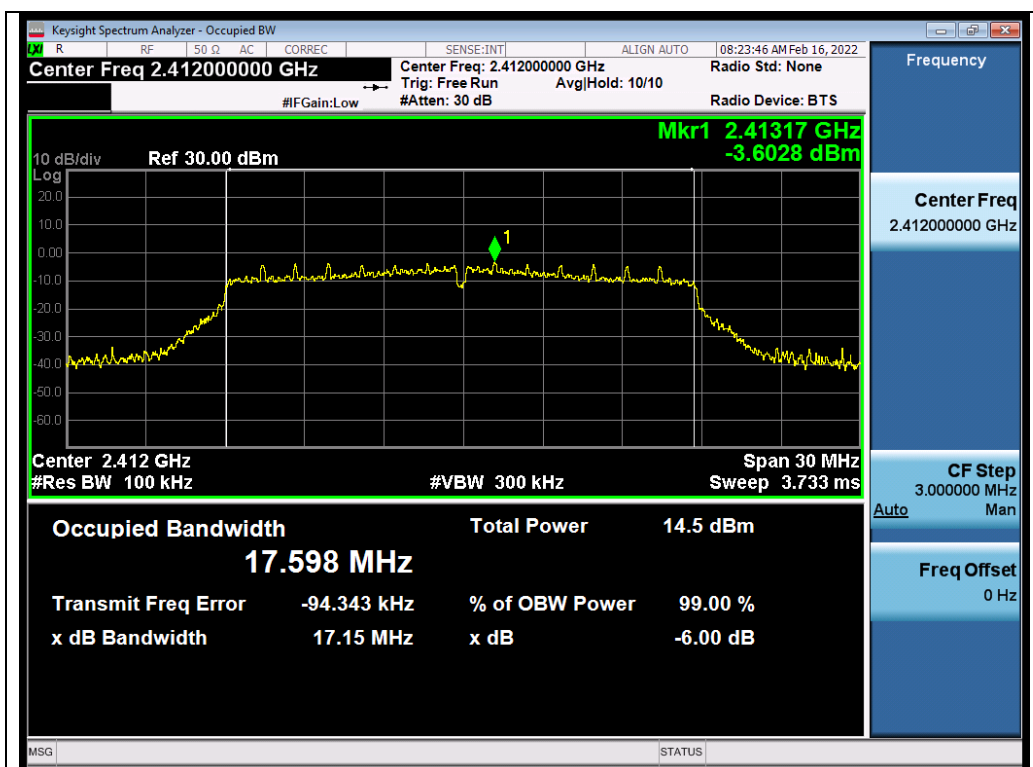 Keysight Spectrum Analyzer - Occupied BW
LXI R RF 50 Ω AC CORREC SENSE:INT ALIGN AUTO 08:23:46 AM Feb 16, 2022
Center Freq 2.412000000 GHz
Center Freq: 2.412000000 GHz
Radio Std: None
Trig: Free Run Avg|Hold: 10/10
#IFGain:Low #Atten: 30 dB Radio Device: BTS
Frequency
Mkr1 2.41317 GHz
-3.6028 dBm
10 dB/div Ref 30.00 dBm
Log
20.0
10.0
0.00
-10.0
-20.0
-30.0
-40.0
-50.0
-60.0
1
Center 2.412 GHz Span 30 MHz
#Res BW 100 kHz #VBW 300 kHz Sweep 3.733 ms
Occupied Bandwidth Total Power 14.5 dBm
17.598 MHz
Transmit Freq Error -94.343 kHz % of OBW Power 99.00 %
x dB Bandwidth 17.15 MHz x dB -6.00 dB
Center Freq
2.412000000 GHz
CF Step
3.000000 MHz
Auto Man
Freq Offset
0 Hz
MSG STATUS